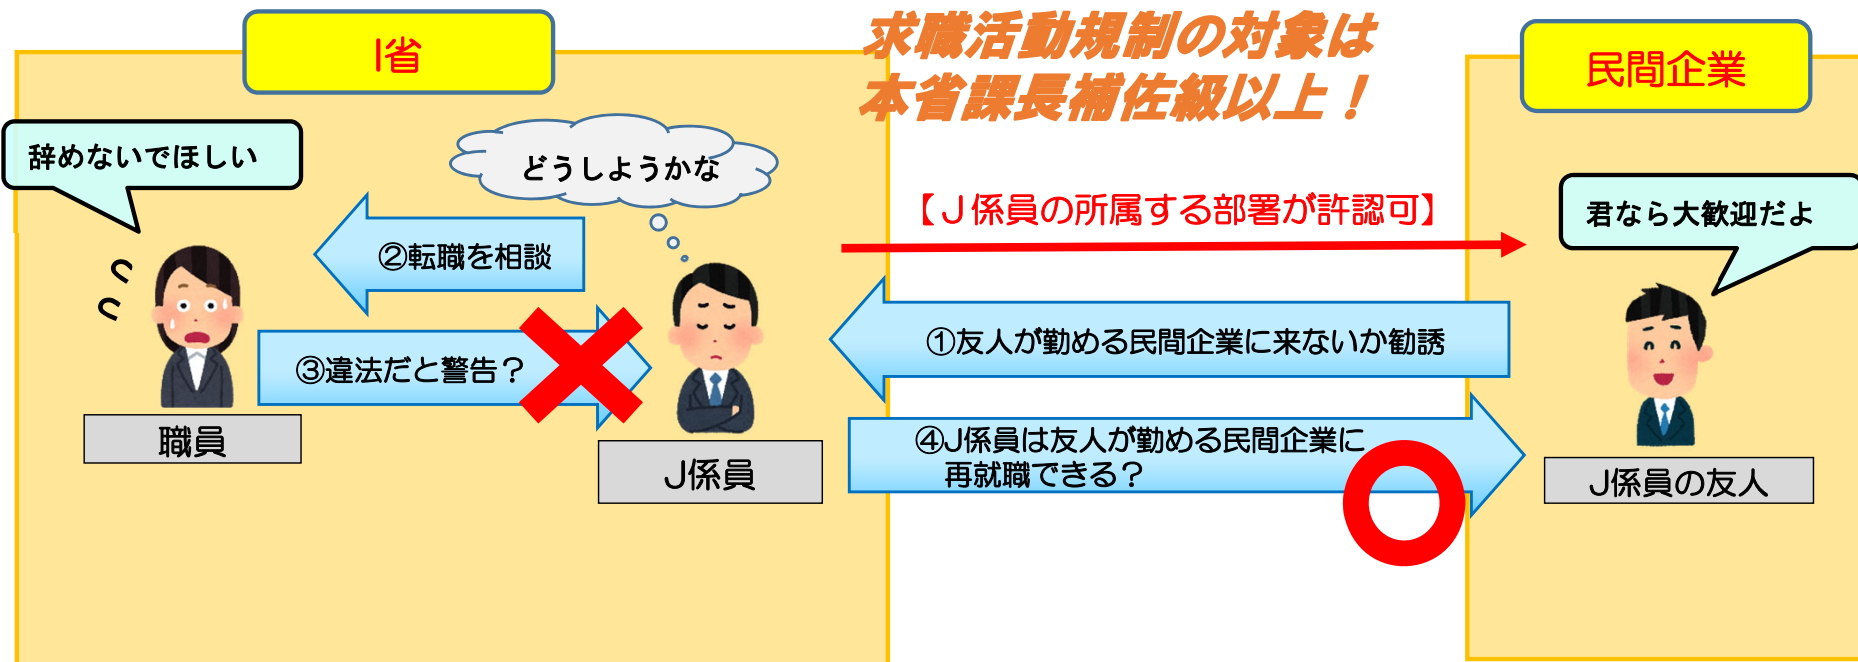 I省
求職活動規制の対象は
本省課長補佐級以上！
民間企業
辞めないでほしい
どうしようかな
【J係員の所属する部署が許認可】
君なら大歓迎だよ
②転職を相談
①友人が勤める民間企業に来ないか勧誘
③違法だと警告？
④J係員は友人が勤める民間企業に
再就職できる？
職員
J係員
J係員の友人